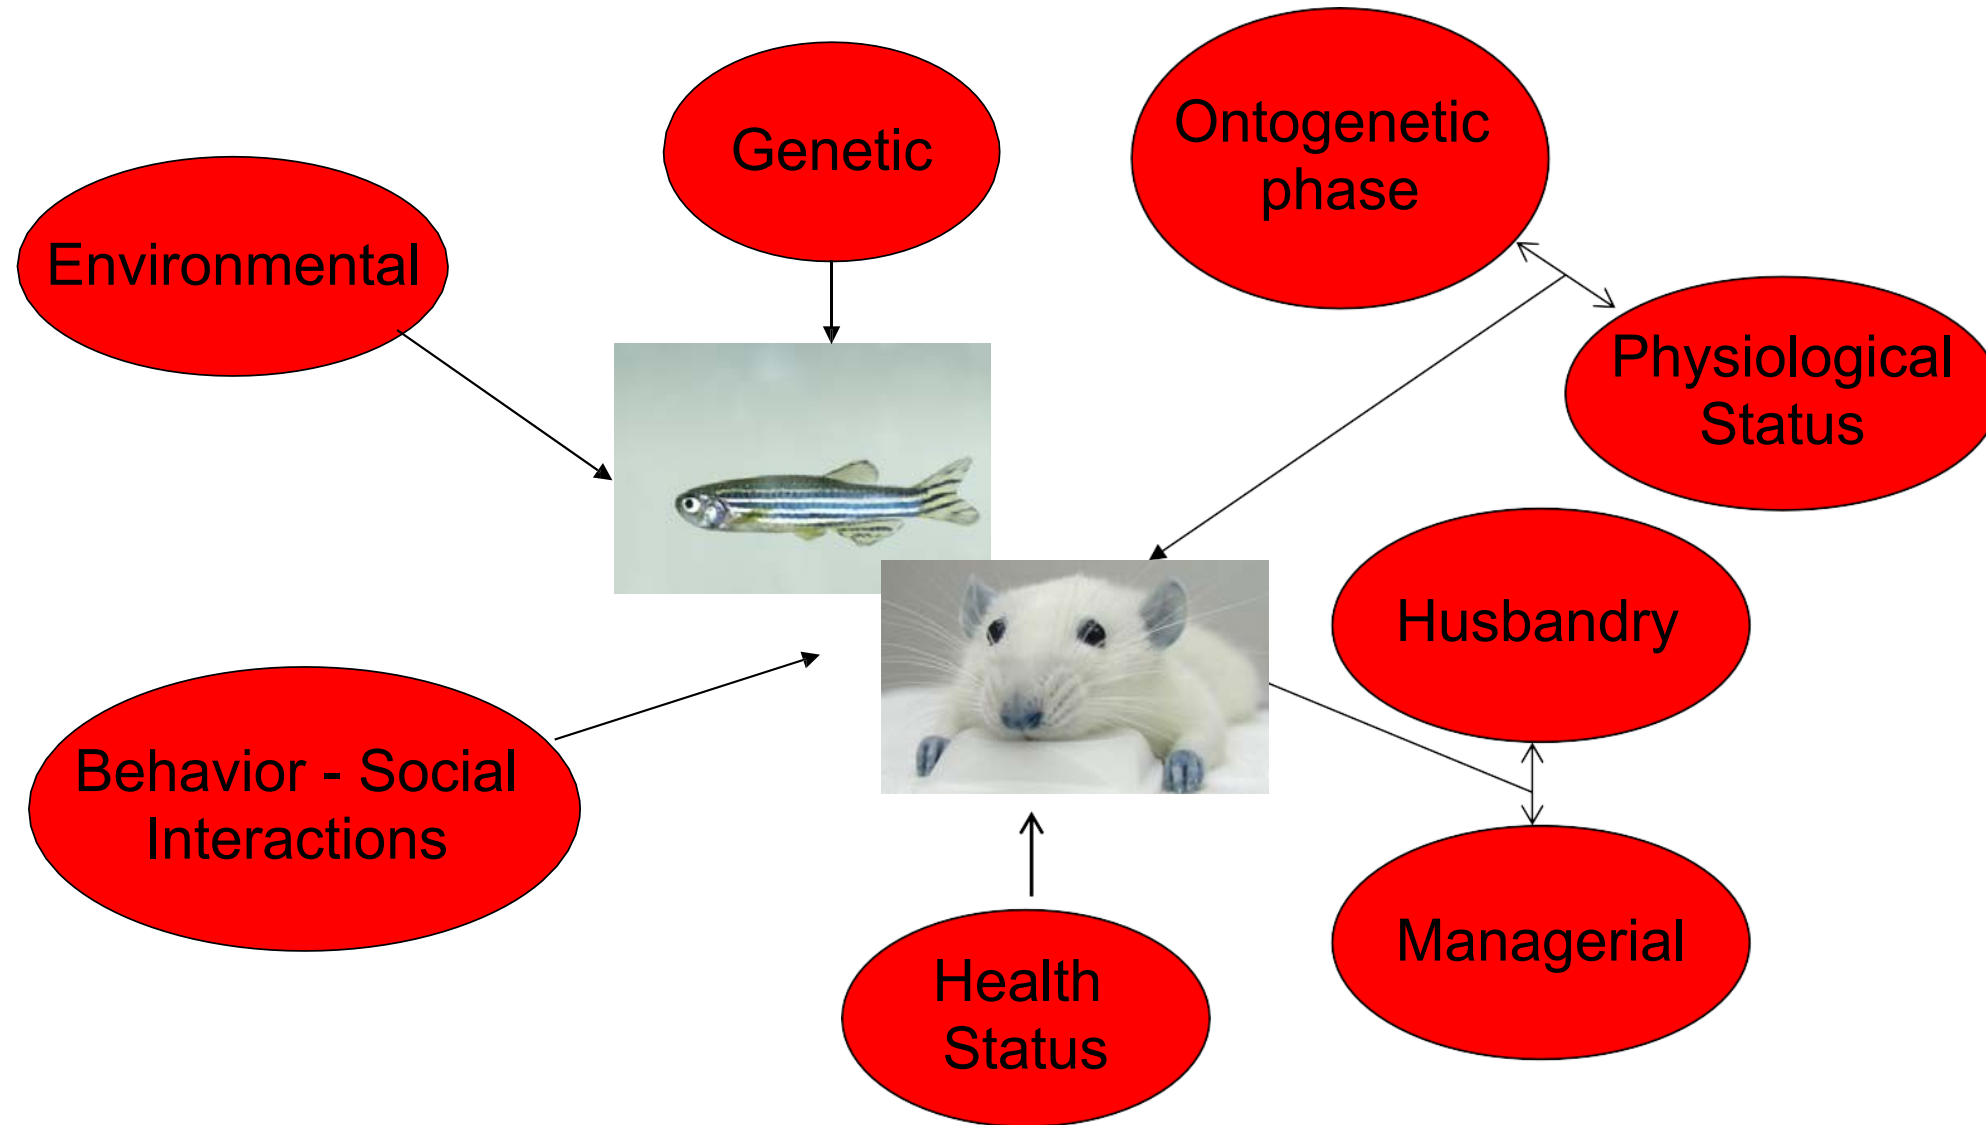 Genetic
Ontogenetic
phase
Environmental
Physiological
Status
Husbandry
Behavior - Social
Interactions
Managerial
Health
Status